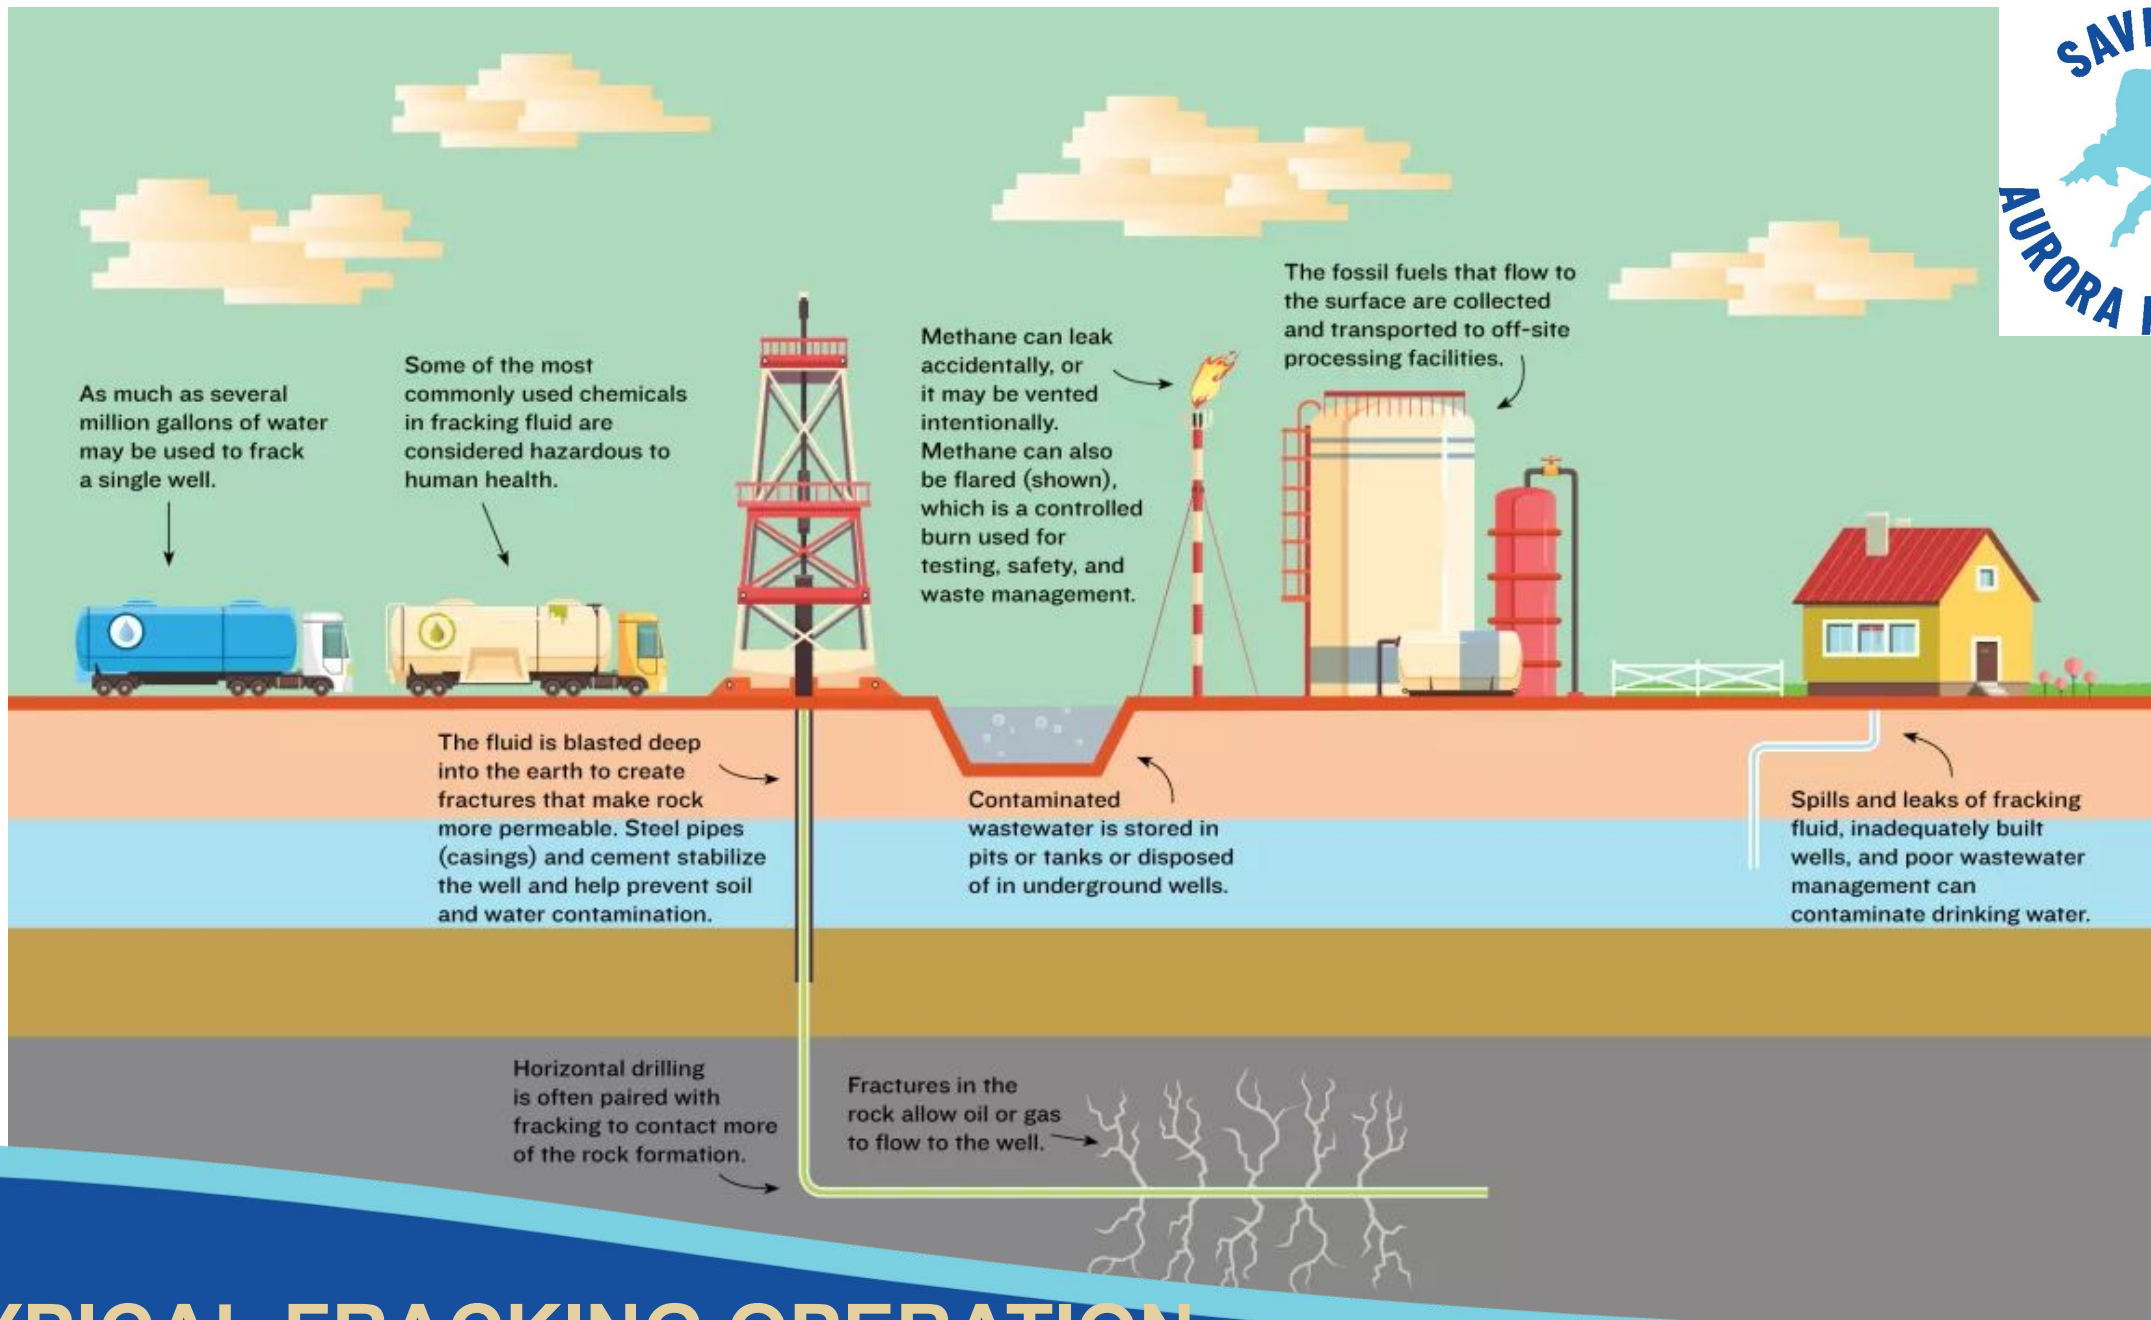 As much as several
million gallons of water
may be used to frack
a single well.
Some of the most
commonly used chemicals
in fracking fluid are
considered hazardous to
human health.
Methane can leak
accidentally, or
it may be vented
intentionally.
Methane can also
be flared (shown),
which is a controlled
burn used for
testing, safety, and
waste management.
The fossil fuels that flow to
the surface are collected
and transported to off-site
processing facilities.
AURORA
The fluid is blasted deep
into the earth to create
fractures that make rock
more permeable. Steel pipes
(casings) and cement stabilize
the well and help prevent soil
and water contamination.
Contaminated
wastewater is stored in
pits or tanks or disposed
of in underground wells.
Spills and leaks of fracking
fluid, inadequately built
wells, and poor wastewater
management can
contaminate drinking water.
Horizontal drilling
is often paired with
fracking to contact more
of the rock formation.
Fractures in the
rock allow oil or gas
to flow to the well.
FRACKING OPERATION